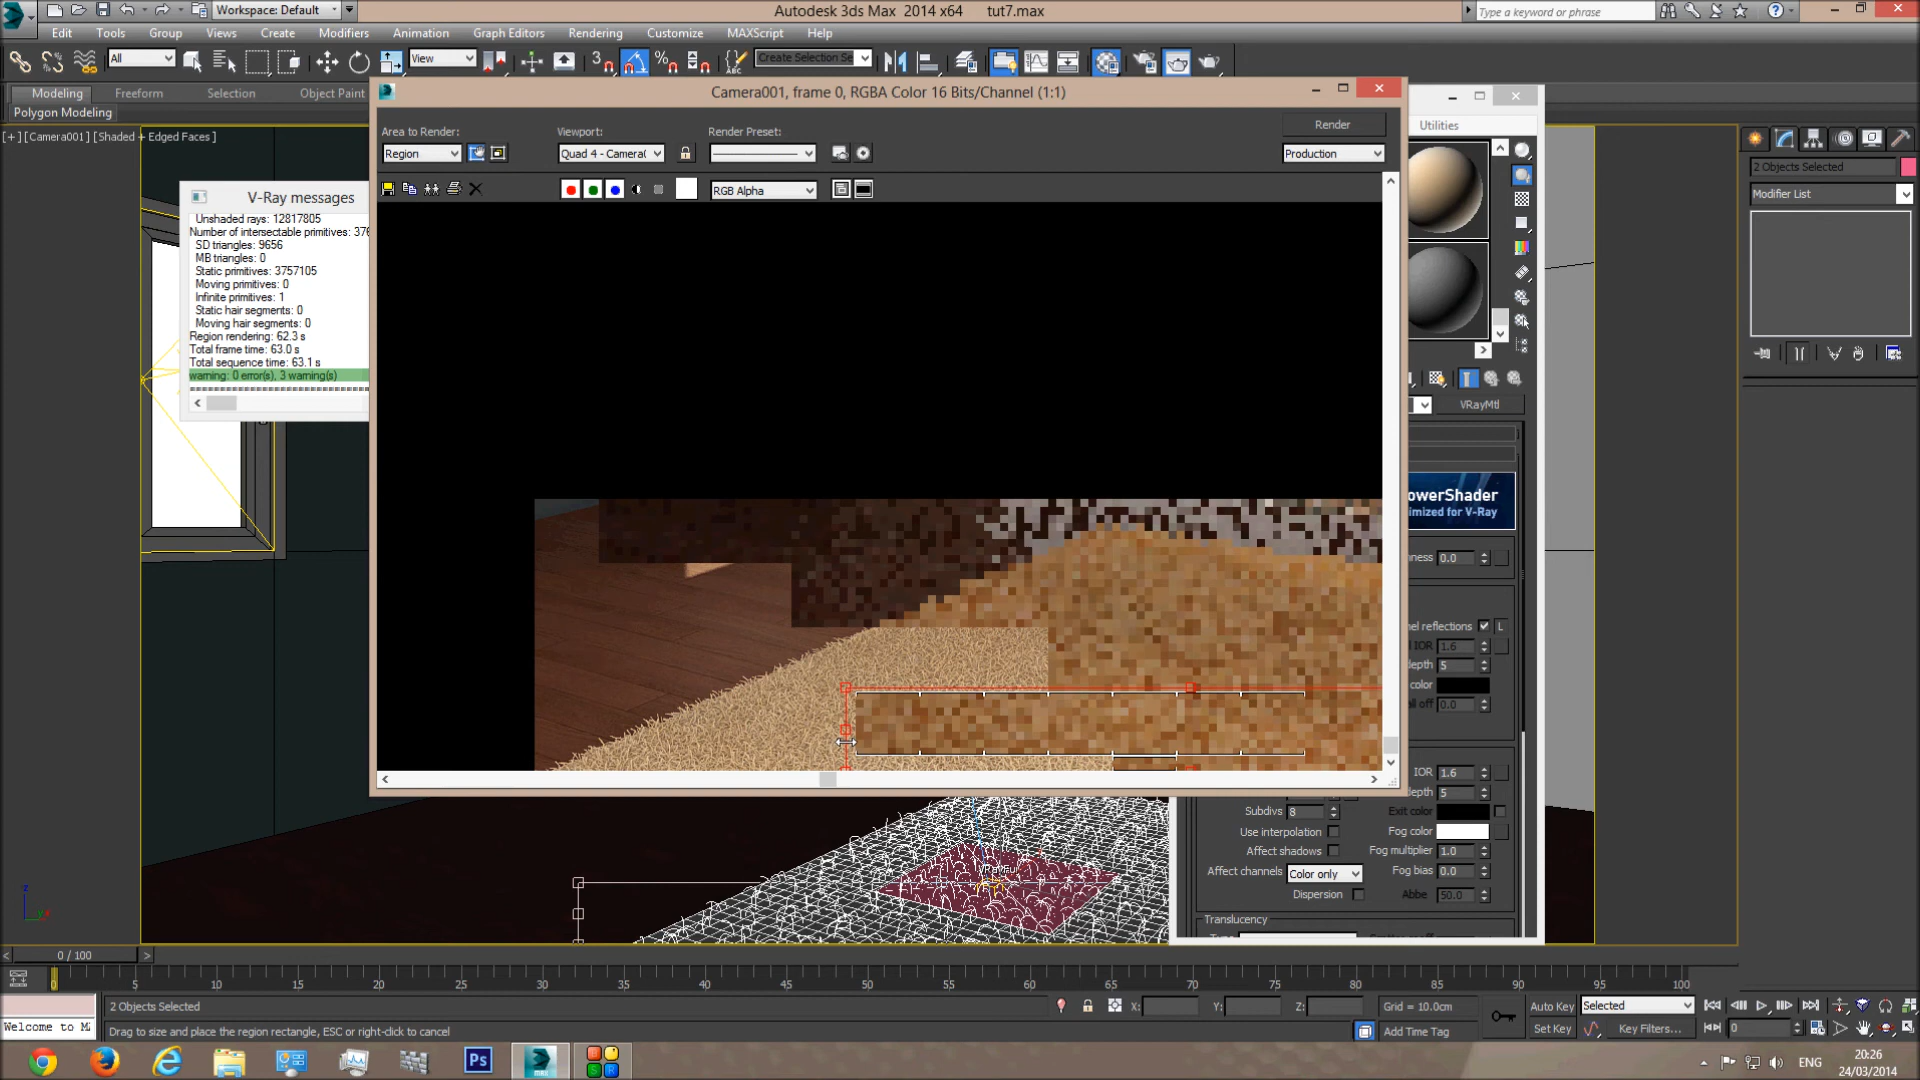 Workspace: Default
Autodesk 3ds Max 2014 x64 tut7.max
Type a keyword or phrase
Edit Tools Group Views Create Modifiers Animation Graph Editors Rendering Customize MAXScript Help
All
View
Create Selection Se
Modeling Freeform Selection Object Paint
Polygon Modeling
[+] [Camera001] [Shaded + Edged Faces]
Camera001, frame 0, RGBA Color 16 Bits/Channel (1:1)
Area to Render:
Viewport:
Render Preset:
Render
Region
Quad 4 - Camera(
Production
RGB Alpha
Utilities
2 Objects Selected
Modifier List
V-Ray messages
Unshaded rays: 12817805
Number of intersectable primitives: 376
SD triangles: 9656
MB triangles: 0
Static primitives: 3757105
Moving primitives: 0
Infinite primitives: 1
Static hair segments: 0
Moving hair segments: 0
Region rendering: 62.3 s
Total frame time: 63.0 s
Total sequence time: 63.1 s
warning: 0 error(s), 3 warning(s)
VRayMtl
owerShader
imized for V-Ray
ness 0.0
nel reflections L
IOR 1.6
depth 5
color
ll off 0.0
IOR 1.6
depth 5
Subdivs 8
Exit color
Use interpolation
Fog color
Affect shadows
Fog multiplier 1.0
Affect channels Color only
Fog bias 0.0
Dispersion
Abbe 50.0
Translucency
z
0 / 100
0 5 10 15 20 25 30 35 40 45 50 55 60 65 70 75 80 85 90 95 100
2 Objects Selected
X: Y: Z:
Grid = 10.0cm
Auto Key Selected
Welcome to M
Drag to size and place the region rectangle, ESC or right-click to cancel
Add Time Tag
Set Key Key Filters...
0
Ps
ENG
20:26
24/03/2014